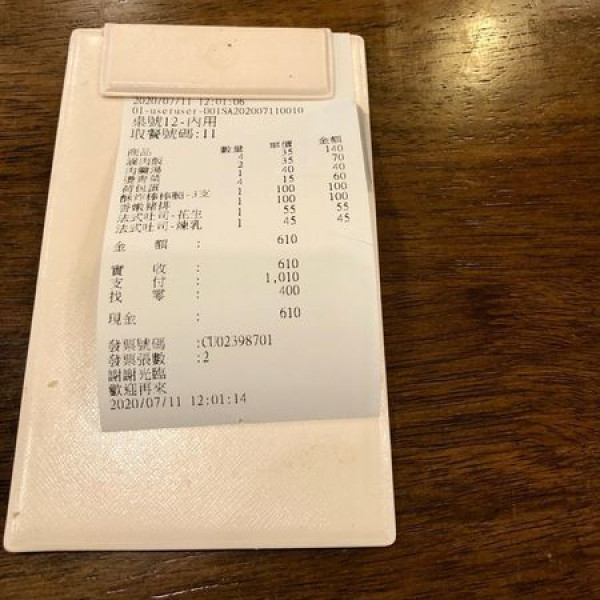 2020/07/11 12:01:06
01-useruser-001SA202007110010
桌號12-內用
取餐號碼:11
商品 數量 單價 金額
滷肉飯 4 35 140
肉羹湯 2 35 70
燙青菜 1 40 40
荷包蛋 4 15 60
酥炸棒棒腿-3支 1 100 100
香嫩豬排 1 100 100
法式吐司-花生 1 55 55
法式吐司-煉乳 1 45 45
金 額 : 610
實 收 : 610
支 付 : 1,010
找 零 : 400
現金 : 610
發票號碼 :CU02398701
發票張數 :2
謝謝光臨
歡迎再來
2020/07/11 12:01:14